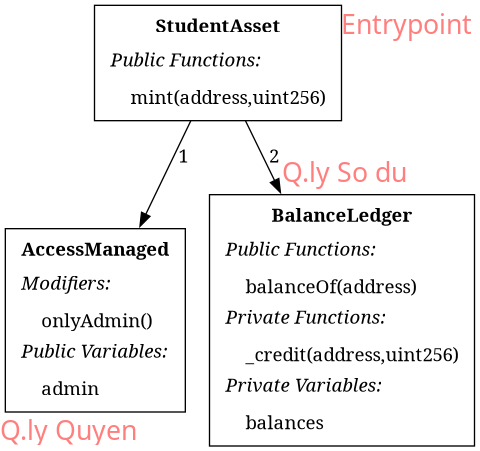 StudentAsset
Entrypoint
Public Functions:
mint(address,uint256)
1
2
Q.ly So du
AccessManaged
Modifiers:
onlyAdmin()
Public Variables:
admin
Q.ly Quyen
BalanceLedger
Public Functions:
balanceOf(address)
Private Functions:
_credit(address,uint256)
Private Variables:
balances